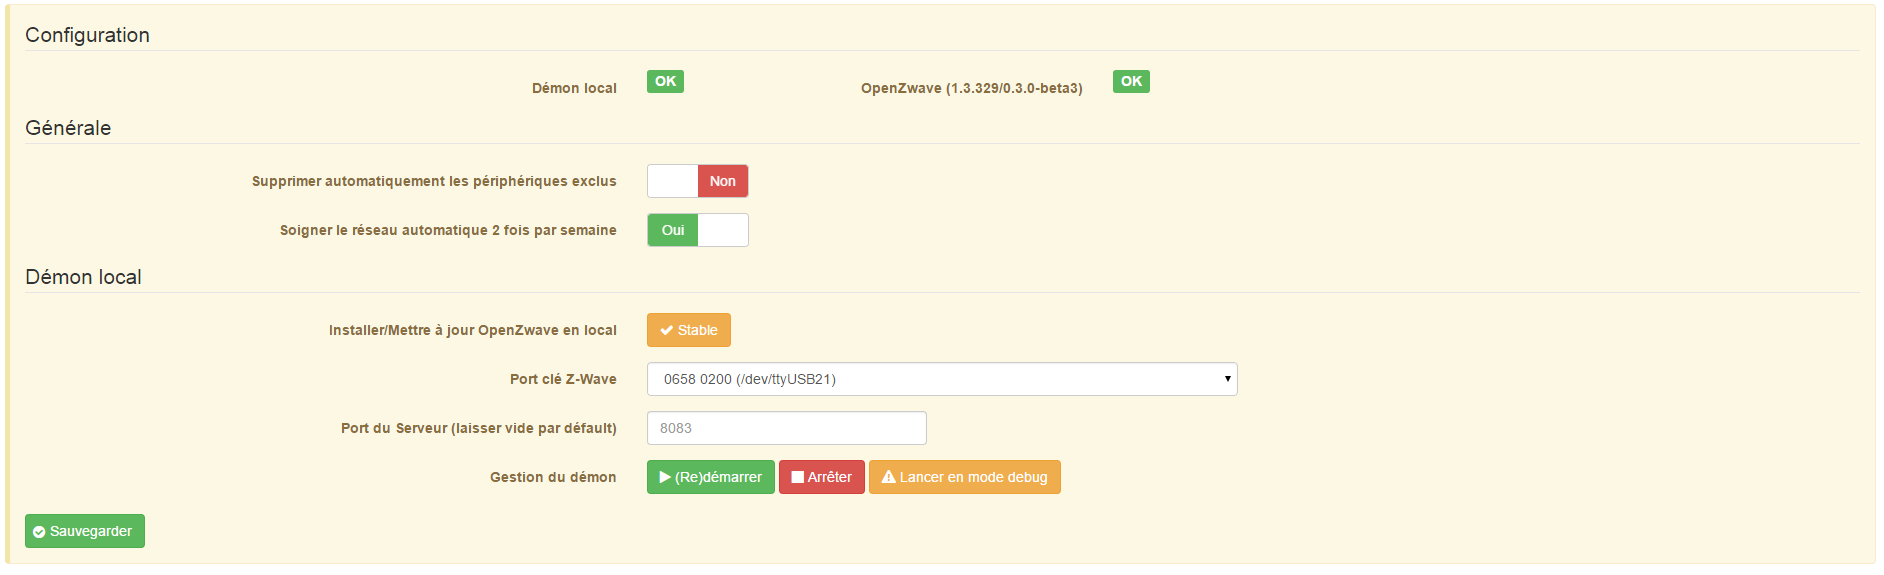 Configuration
Démon local OK OpenZwave (1.3.329/0.3.0-beta3) OK
Générale
Supprimer automatiquement les périphériques exclus Non
Soigner le réseau automatique 2 fois par semaine Oui
Démon local
Installer/Mettre à jour OpenZwave en local Stable
Port clé Z-Wave 0658 0200 (/dev/ttyUSB21)
Port du Serveur (laisser vide par défault) 8083
Gestion du démon (Re)démarrer Arrêter Lancer en mode debug
Sauvegarder